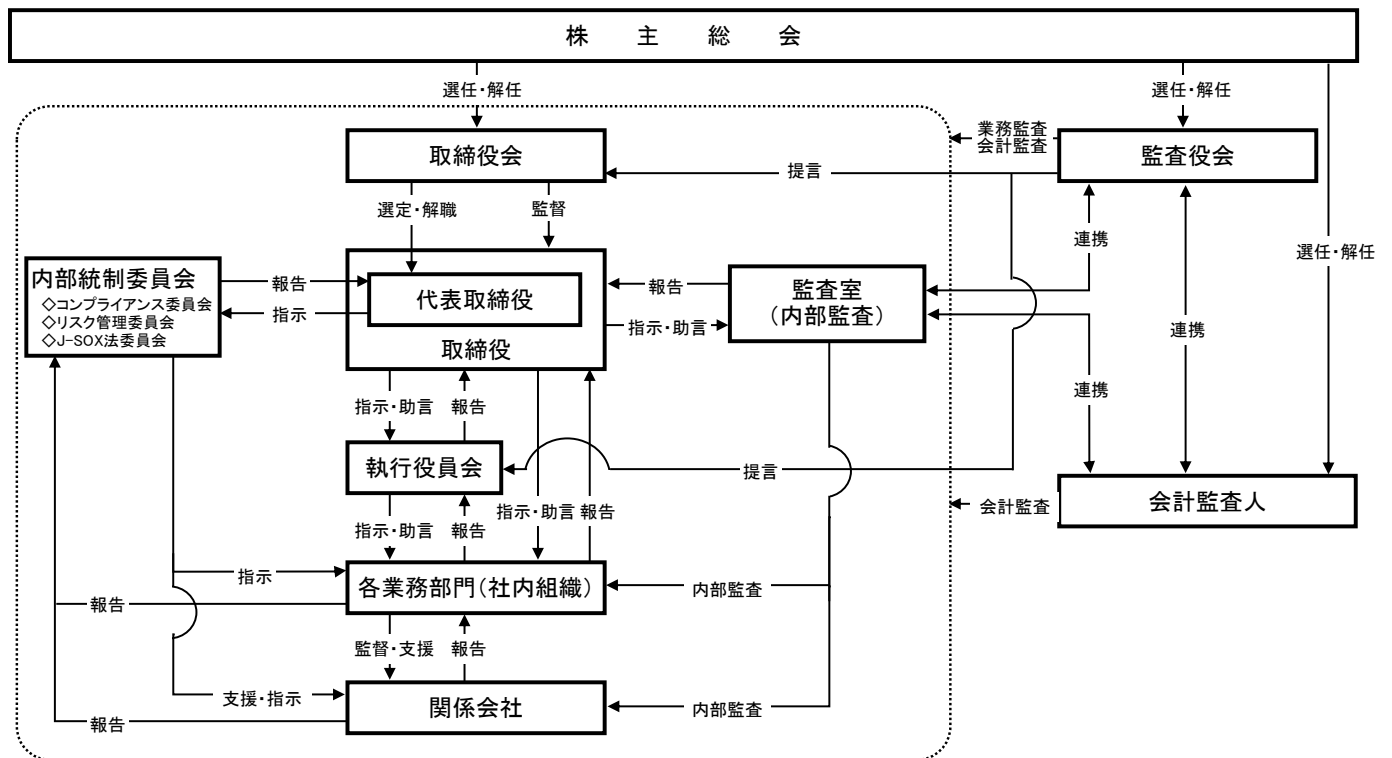 株 主 総 会
選任・解任
選任・解任
取締役会
業務監査
会計監査
監査役会
提言
選定・解職
監督
連携
選任・解任
内部統制委員会
◇コンプライアンス委員会
◇リスク管理委員会
◇J-SOX法委員会
報告
指示
代表取締役
取締役
報告
指示・助言
監査室
(内部監査)
連携
連携
指示・助言
報告
執行役員会
提言
指示・助言
報告
指示・助言
報告
会計監査
会計監査人
指示
各業務部門(社内組織)
内部監査
報告
監督・支援
報告
支援・指示
関係会社
内部監査
報告